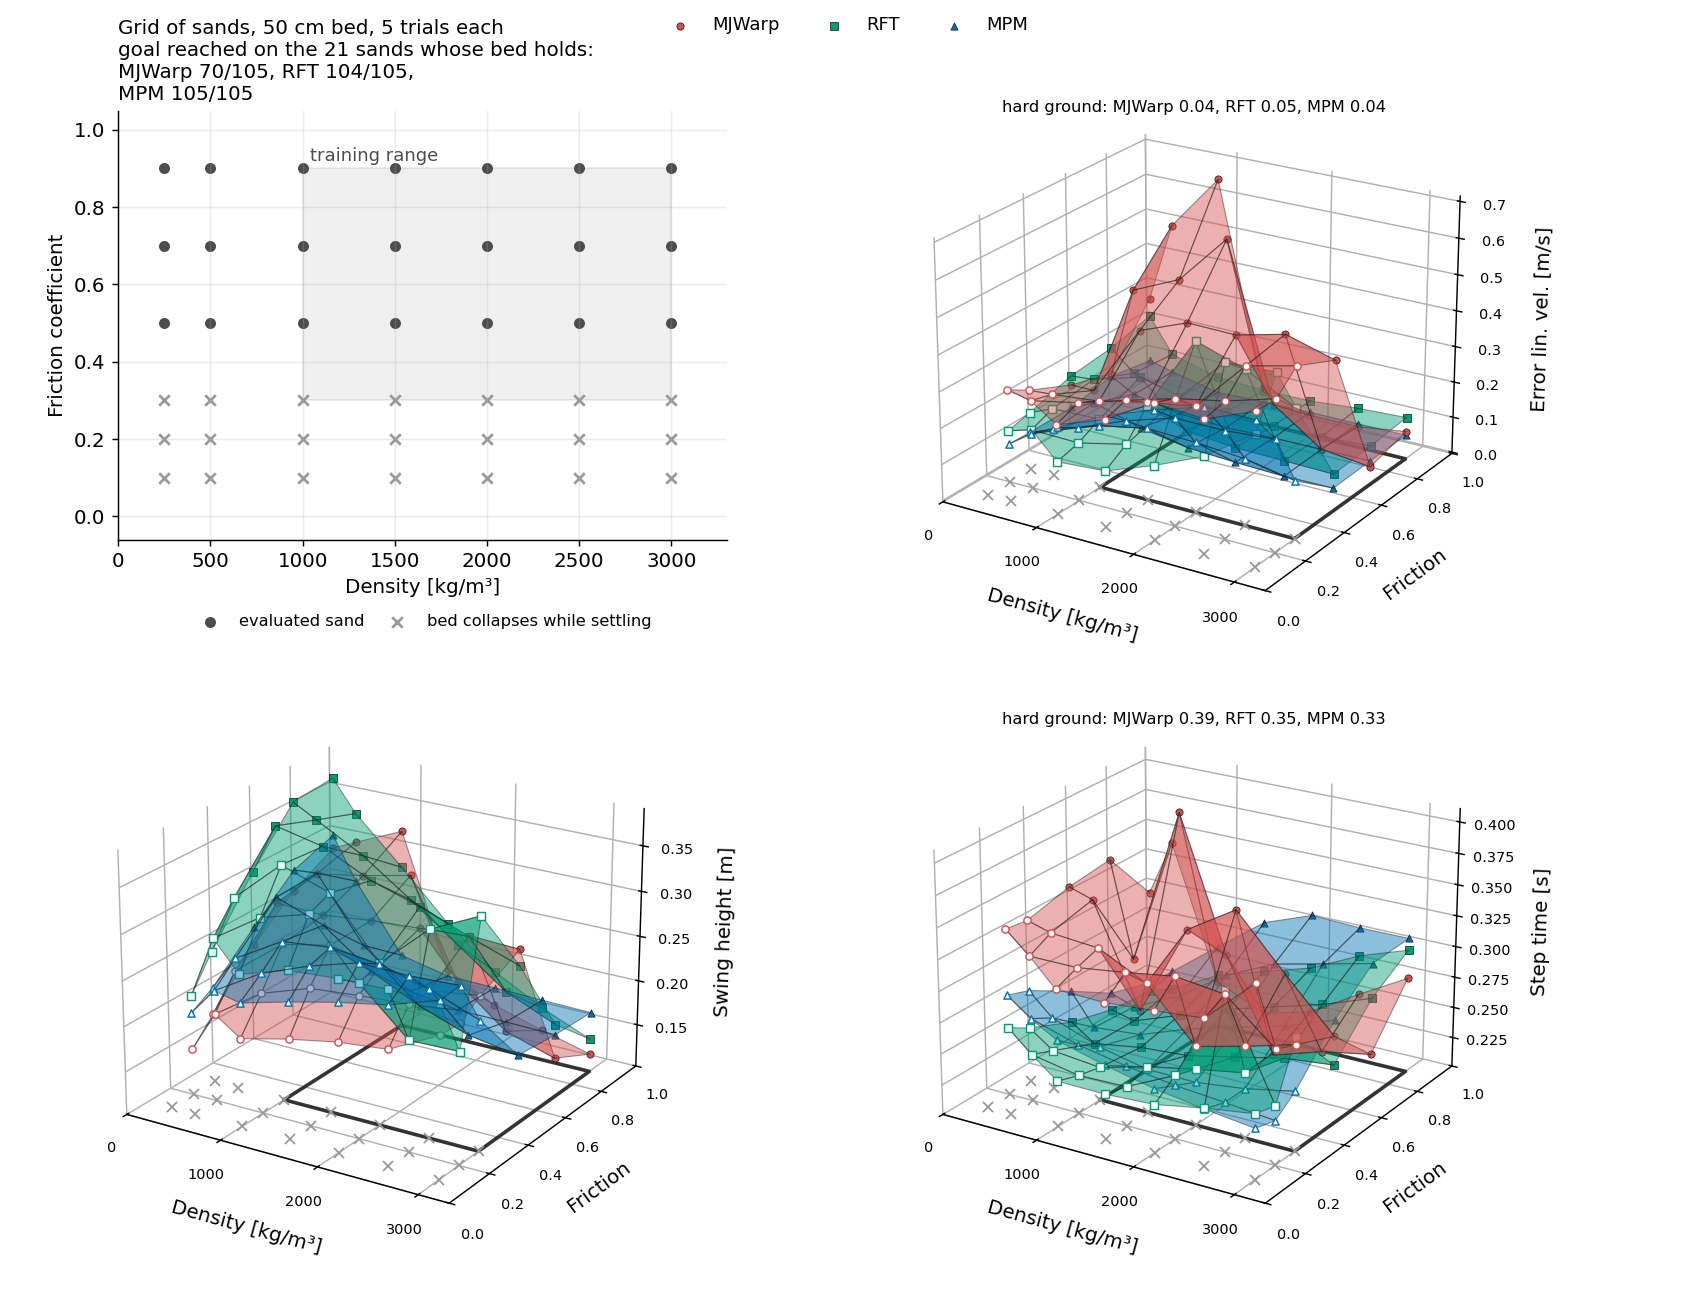 MJWarp RFT MPM
Grid of sands, 50 cm bed, 5 trials each
goal reached on the 21 sands whose bed holds:
MJWarp 70/105, RFT 104/105,
MPM 105/105
training range
1.0
0.8
0.6
0.4
0.2
0.0
Friction coefficient
0 500 1000 1500 2000 2500 3000
Density [kg/m³]
evaluated sand bed collapses while settling
hard ground: MJWarp 0.04, RFT 0.05, MPM 0.04
0.7
0.6
0.5
0.4
0.3
0.2
0.1
0.0
Error lin. vel. [m/s]
0
1000
2000
3000
Density [kg/m³]
1.0
0.8
0.6
0.4
0.2
0.0
Friction
0.35
0.30
0.25
0.20
0.15
Swing height [m]
0
1000
2000
3000
Density [kg/m³]
1.0
0.8
0.6
0.4
0.2
0.0
Friction
hard ground: MJWarp 0.39, RFT 0.35, MPM 0.33
0.400
0.375
0.350
0.325
0.300
0.275
0.250
0.225
Step time [s]
0
1000
2000
3000
Density [kg/m³]
1.0
0.8
0.6
0.4
0.2
0.0
Friction